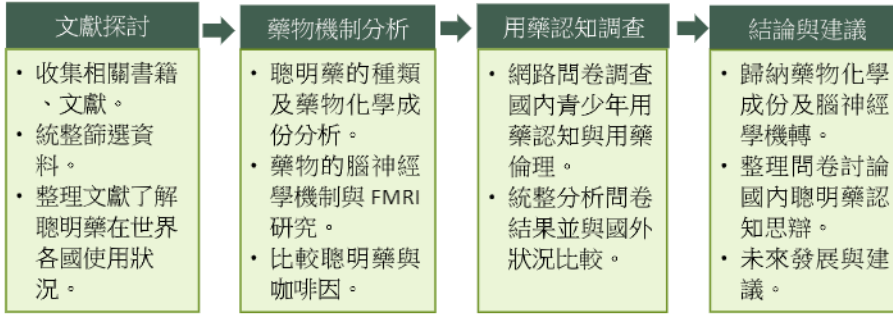 文獻探討
• 收集相關書籍
、文獻。
• 統整篩選資
料。
• 整理文獻了解
聰明藥在世界
各國使用狀
況。
藥物機制分析
• 聰明藥的種類
及藥物化學成
份分析。
• 藥物的腦神經
學機制與 FMRI
研究。
• 比較聰明藥與
咖啡因。
用藥認知調查
• 網路問卷調查
國內青少年用
藥認知與用藥
倫理。
• 統整分析問卷
結果並與國外
狀況比較。
結論與建議
• 歸納藥物化學
成份及腦神經
學機轉。
• 整理問卷討論
國內聰明藥認
知思辯。
• 未來發展與建
議。